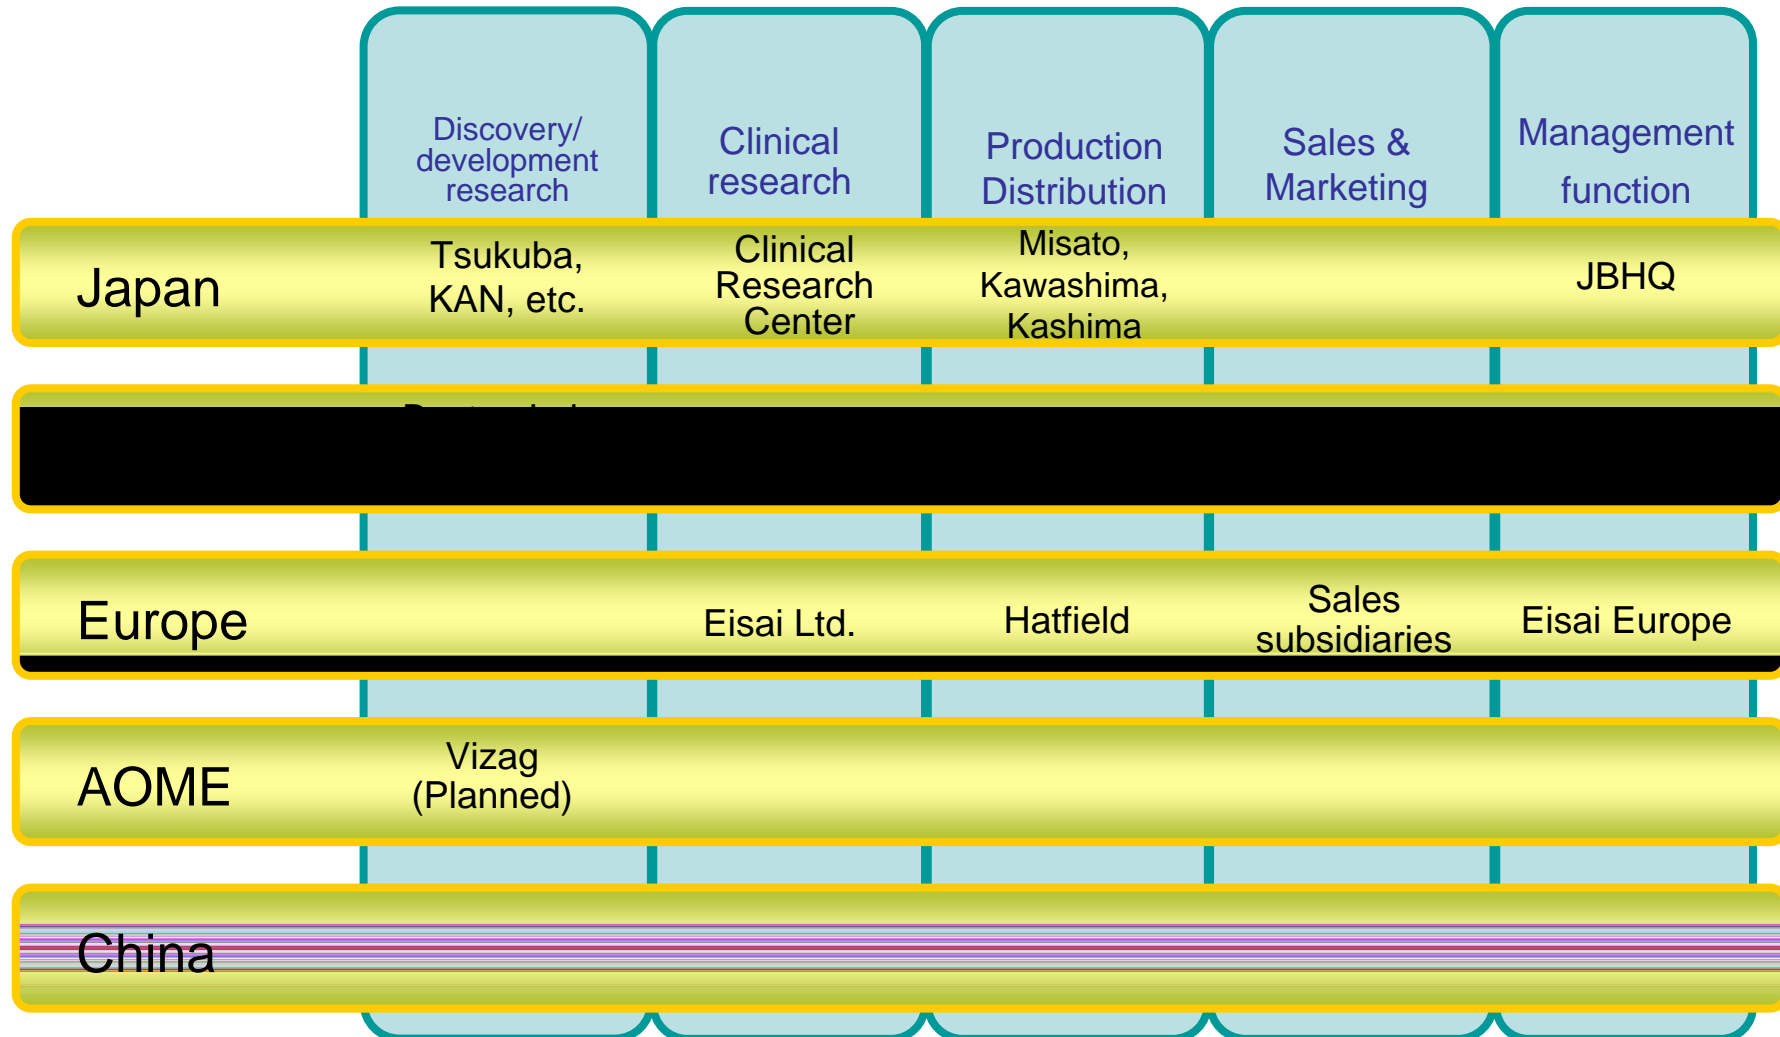 Discovery/
development
research
Clinical
research
Production
Distribution
Sales &
Marketing
Management
function
Japan
Tsukuba,
KAN, etc.
Clinical
Research
Center
Misato,
Kawashima,
Kashima
JBHQ
Europe
Eisai Ltd.
Hatfield
Sales
subsidiaries
Eisai Europe
AOME
Vizag
(Planned)
China